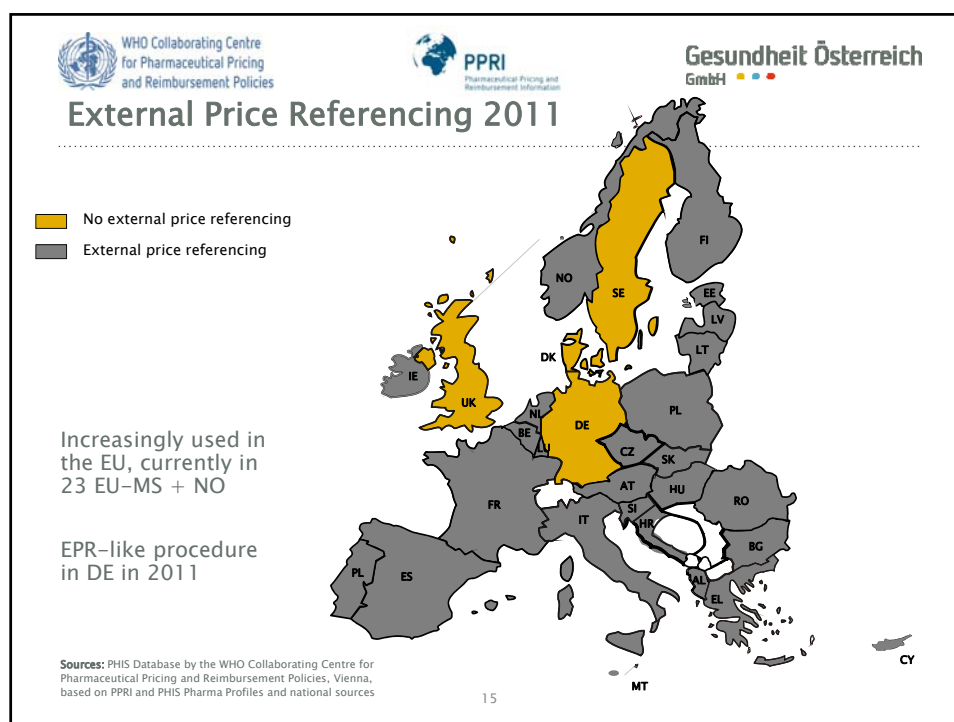 WHO Collaborating Centre
for Pharmaceutical Pricing
and Reimbursement Policies
PPRI
Pharmaceutical Pricing and
Reimbursement Information
Gesundheit Österreich
GmbH
External Price Referencing 2011
No external price referencing
External price referencing
NO
SE
FI
EE
LV
LT
DK
IE
UK
NL
BE
LU
DE
PL
CZ
SK
AT
HU
RO
FR
SI
HR
IT
BG
AL
EL
PL
ES
CY
MT
Increasingly used in
the EU, currently in
23 EU-MS + NO
EPR-like procedure
in DE in 2011
Sources: PHIS Database by the WHO Collaborating Centre for
Pharmaceutical Pricing and Reimbursement Policies, Vienna,
based on PPRI and PHIS Pharma Profiles and national sources
15